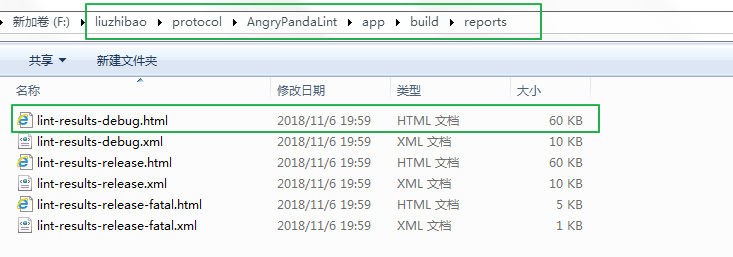 新加卷 (F:) liuzhibao protocol AngryPandaLint app build reports
共享 新建文件夹
名称 修改日期 类型 大小
lint-results-debug.html 2018/11/6 19:59 HTML 文档 60 KB
lint-results-debug.xml 2018/11/6 19:59 XML 文档 10 KB
lint-results-release.html 2018/11/6 19:59 HTML 文档 60 KB
lint-results-release.xml 2018/11/6 19:59 XML 文档 10 KB
lint-results-release-fatal.html 2018/11/6 19:59 HTML 文档 5 KB
lint-results-release-fatal.xml 2018/11/6 19:59 XML 文档 1 KB